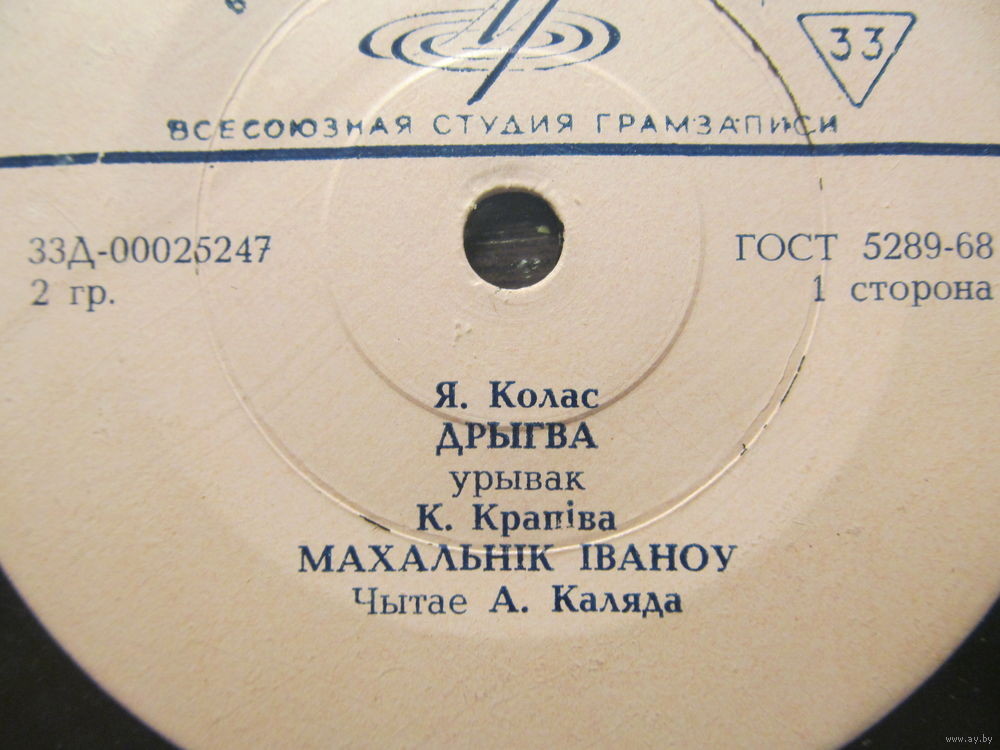 33
ВСЕСОЮЗНАЯ СТУДИЯ ГРАМЗАПИСИ
33Д-00025247
2 гр.
ГОСТ 5289-68
1 сторона
Я. Колас
ДРЫГВА
урывак
К. Крапіва
МАХАЛЬНІК ІВАНОУ
Чытае А. Каляда
www.ay.by